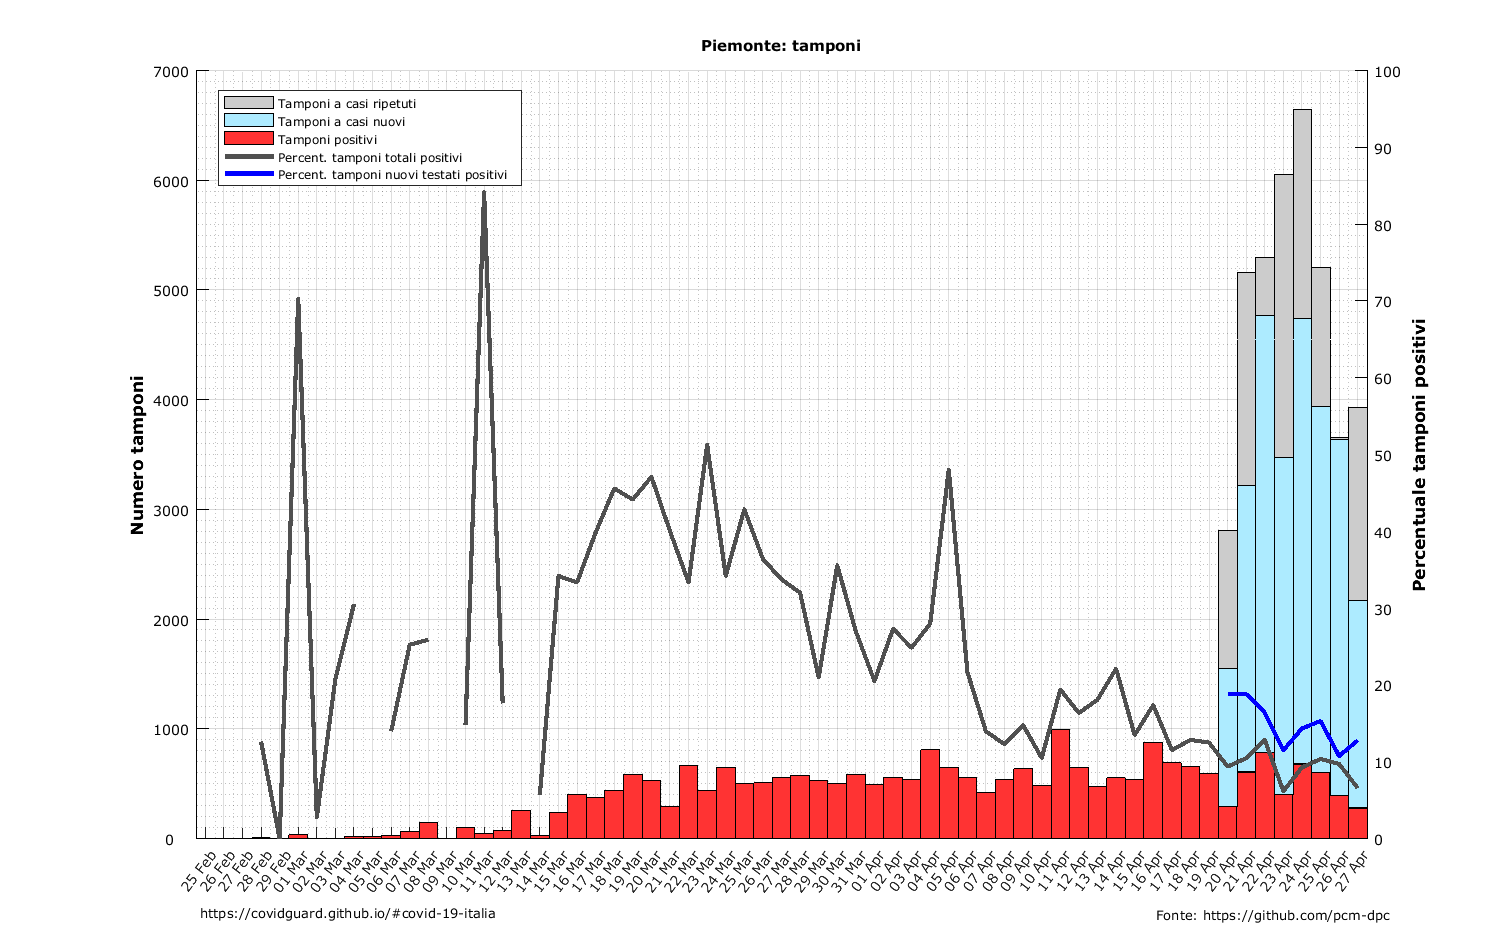 Piemonte: tamponi
7000
6000
5000
4000
3000
2000
1000
0
Numero tamponi
Tamponi a casi ripetuti
Tamponi a casi nuovi
Tamponi positivi
Percent. tamponi totali positivi
Percent. tamponi nuovi testati positivi
100
90
80
70
60
50
40
30
20
10
0
Percentuale tamponi positivi
25 Feb
26 Feb
27 Feb
28 Feb
29 Feb
01 Mar
02 Mar
03 Mar
04 Mar
05 Mar
06 Mar
07 Mar
08 Mar
09 Mar
10 Mar
11 Mar
12 Mar
13 Mar
14 Mar
15 Mar
16 Mar
17 Mar
18 Mar
19 Mar
20 Mar
21 Mar
22 Mar
23 Mar
24 Mar
25 Mar
26 Mar
27 Mar
28 Mar
29 Mar
30 Mar
31 Mar
01 Apr
02 Apr
03 Apr
04 Apr
05 Apr
06 Apr
07 Apr
08 Apr
09 Apr
10 Apr
11 Apr
12 Apr
13 Apr
14 Apr
15 Apr
16 Apr
17 Apr
18 Apr
19 Apr
20 Apr
21 Apr
22 Apr
23 Apr
24 Apr
25 Apr
26 Apr
27 Apr
https://covidguard.github.io/#covid-19-italia
Fonte: https://github.com/pcm-dpc